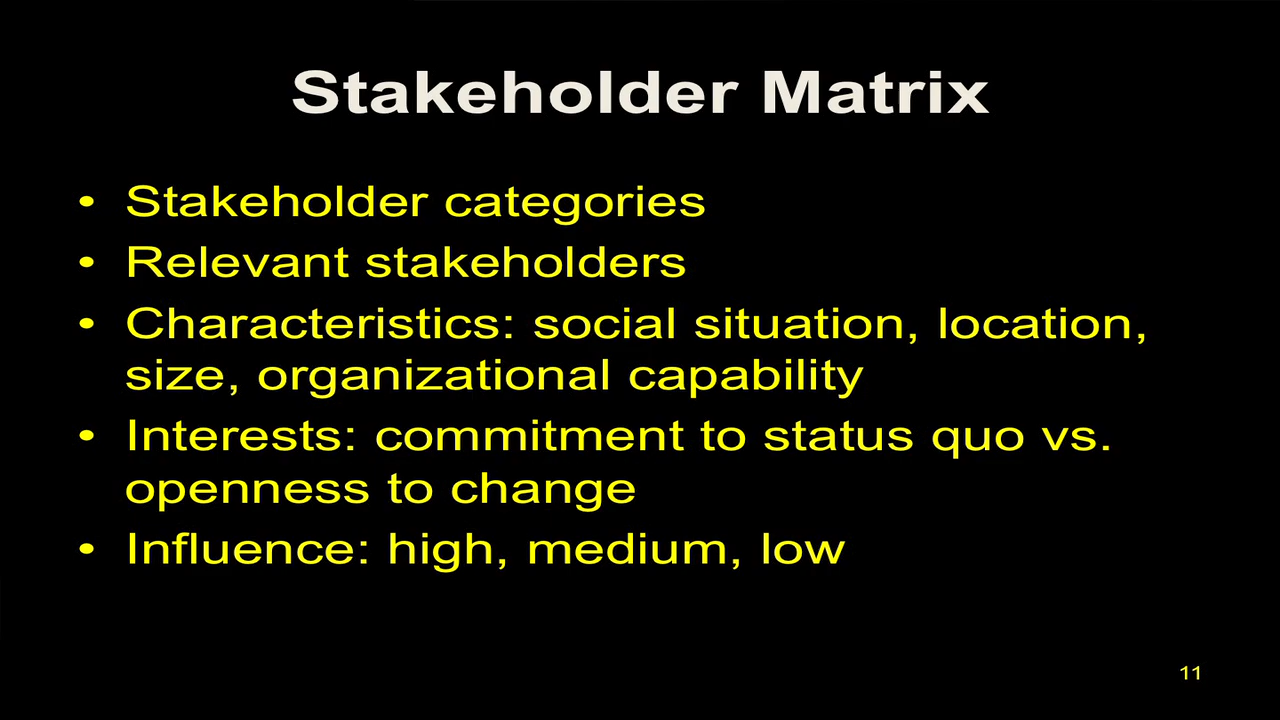 Stakeholder Matrix
• Stakeholder categories
• Relevant stakeholders
• Characteristics: social situation, location,
size, organizational capability
• Interests: commitment to status quo vs.
openness to change
• Influence: high, medium, low
11